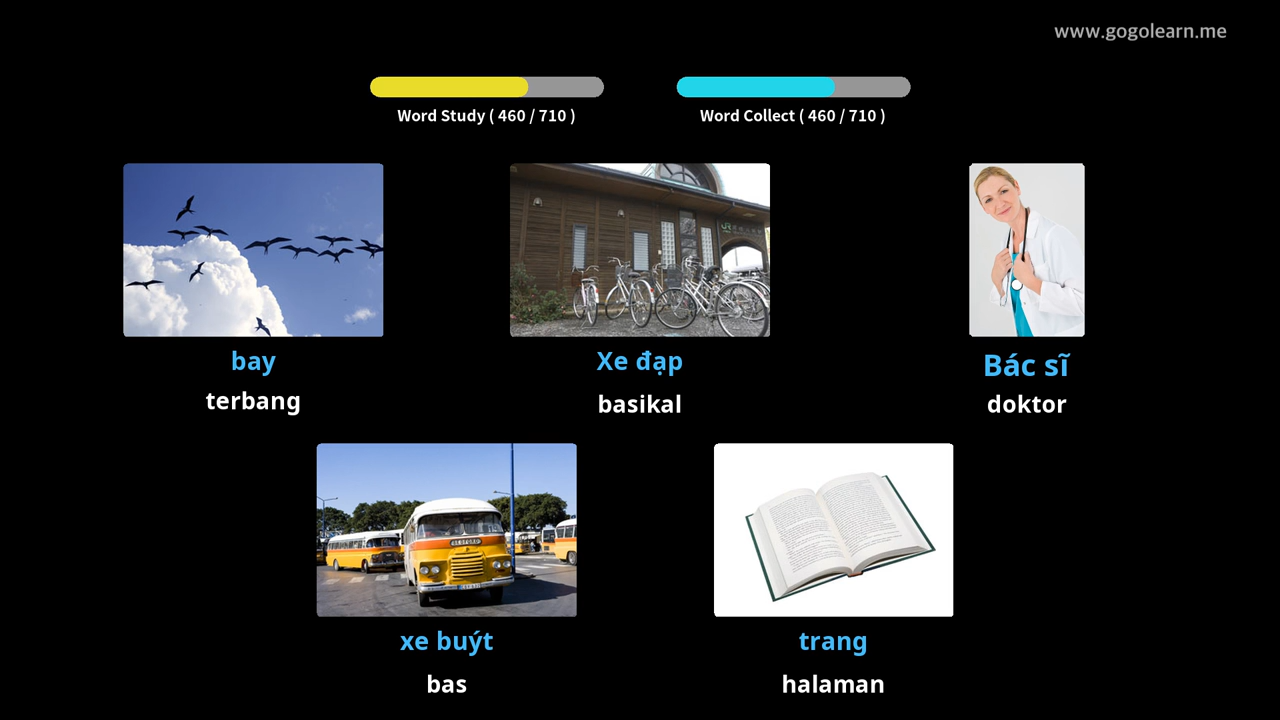 www.gogolearn.me
Word Study ( 460 / 710 )
Word Collect ( 460 / 710 )
bay
terbang
Xe đạp
basikal
Bác sĩ
doktor
xe buýt
bas
trang
halaman